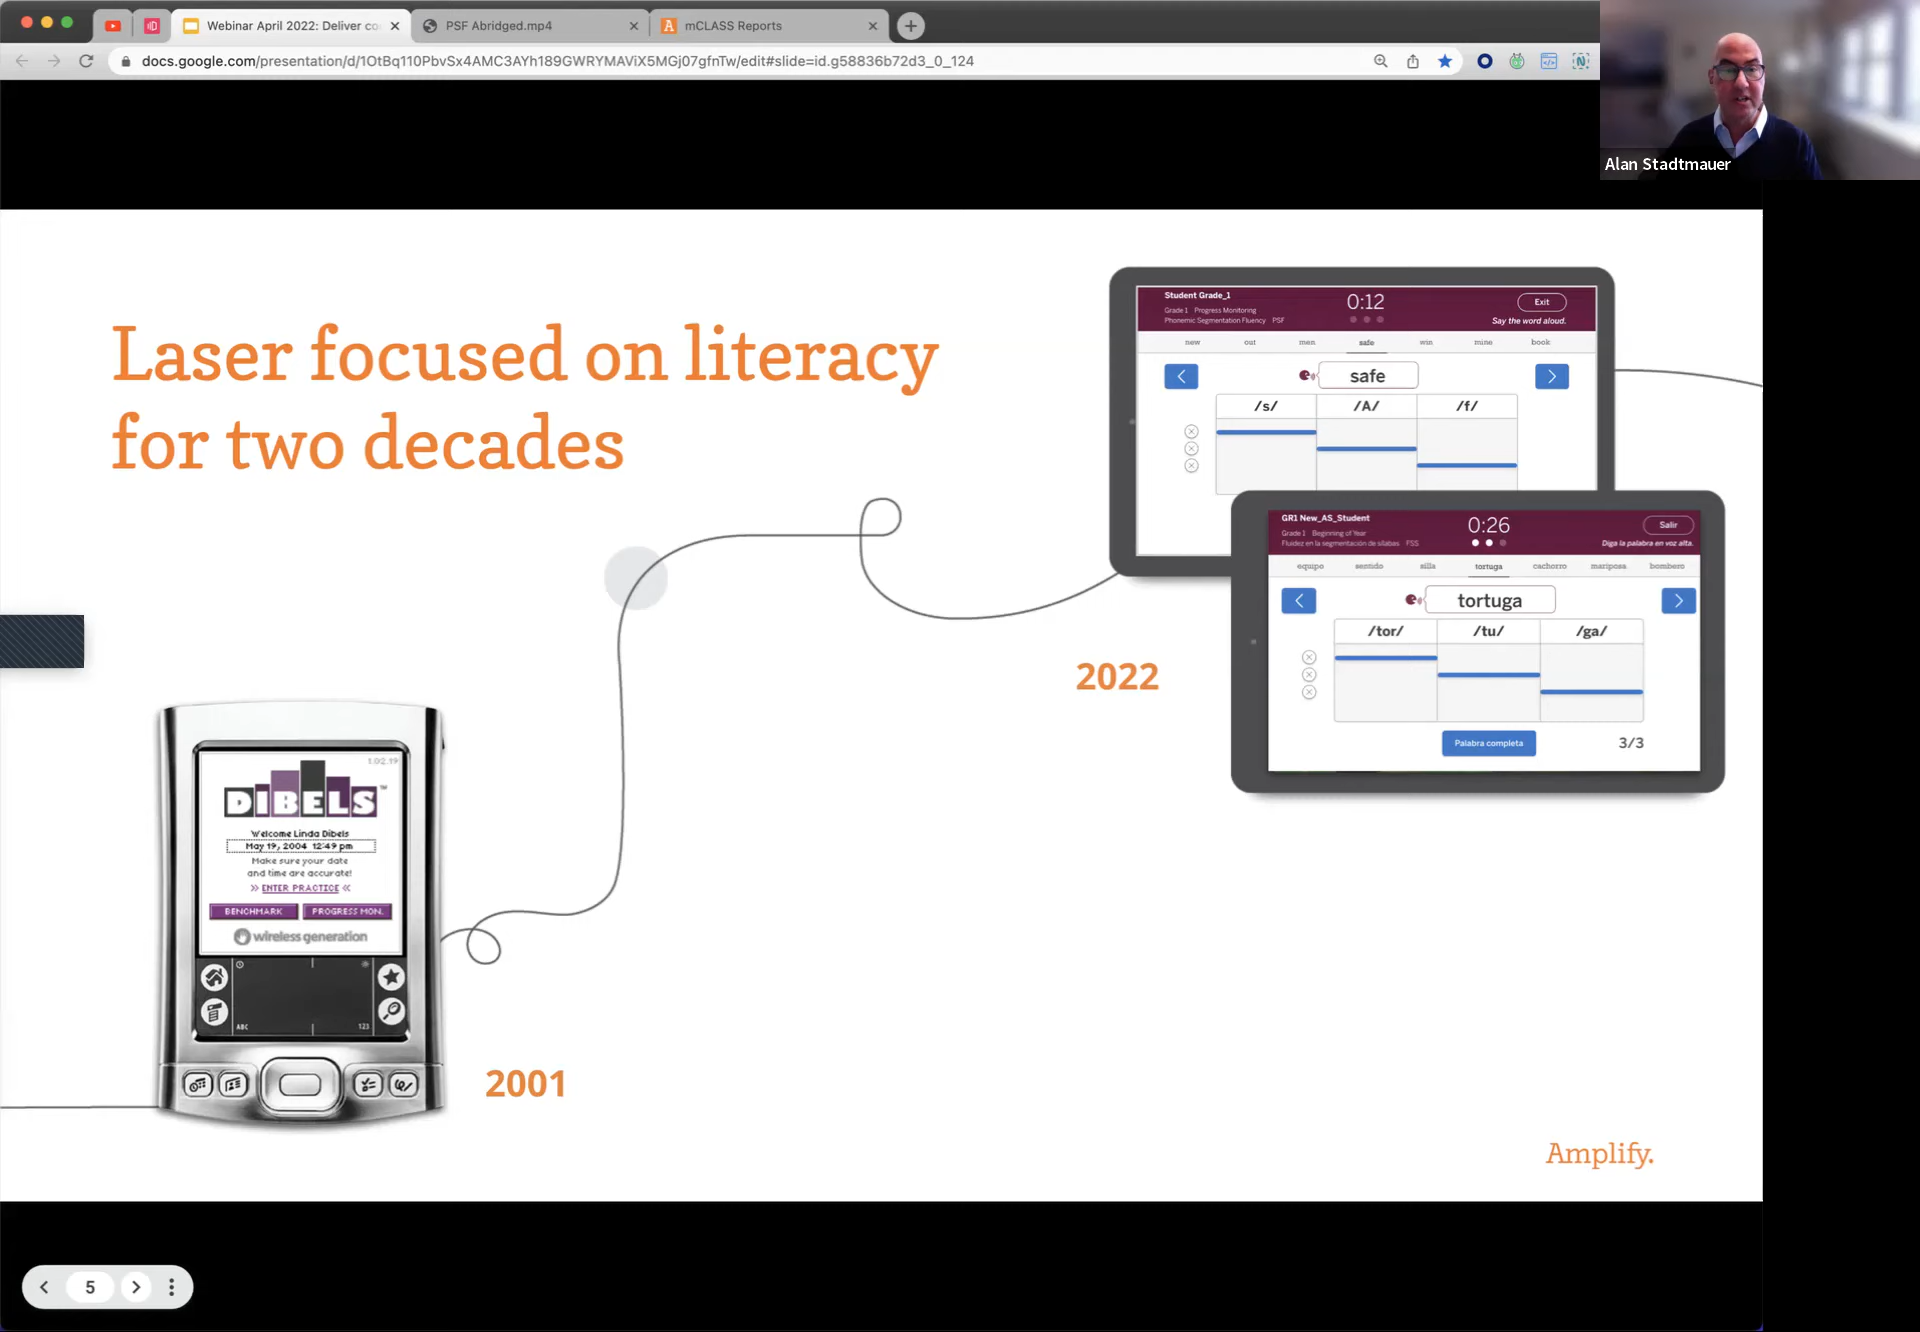 Webinar April 2022: Deliver co
PSF Abridged.mp4
mCLASS Reports
docs.google.com/presentation/d/1OtBq110PbvSx4AMC3AYh189GWRYMAViX5MGj07gfnTw/edit#slide=id.g58836b72d3_0_124
Alan Stadtmauer
Laser focused on literacy
for two decades
Student Grade_1
Grade 1 Progress Monitoring
Phonemic Segmentation Fluency PSF
0:12
Exit
Say the word aloud.
new out men safe win mine book
safe
/s/ /A/ /f/
GR1 New_AS_Student
Grade 1 Beginning of Year
Fluidez en la segmentación de sílabas FSS
0:26
Salir
Diga la palabra en voz alta.
equipo sentido silla tortuga cachorro mariposa bombero
tortuga
/tor/ /tu/ /ga/
Palabra completa
3/3
2022
1.02.19
DIBELS™
Welcome Linda Dibels
May 19, 2004 12:49 pm
Make sure your date
and time are accurate!
>> ENTER PRACTICE <<
BENCHMARK PROGRESS MON.
wireless generation
ABC 123
2001
Amplify.
5